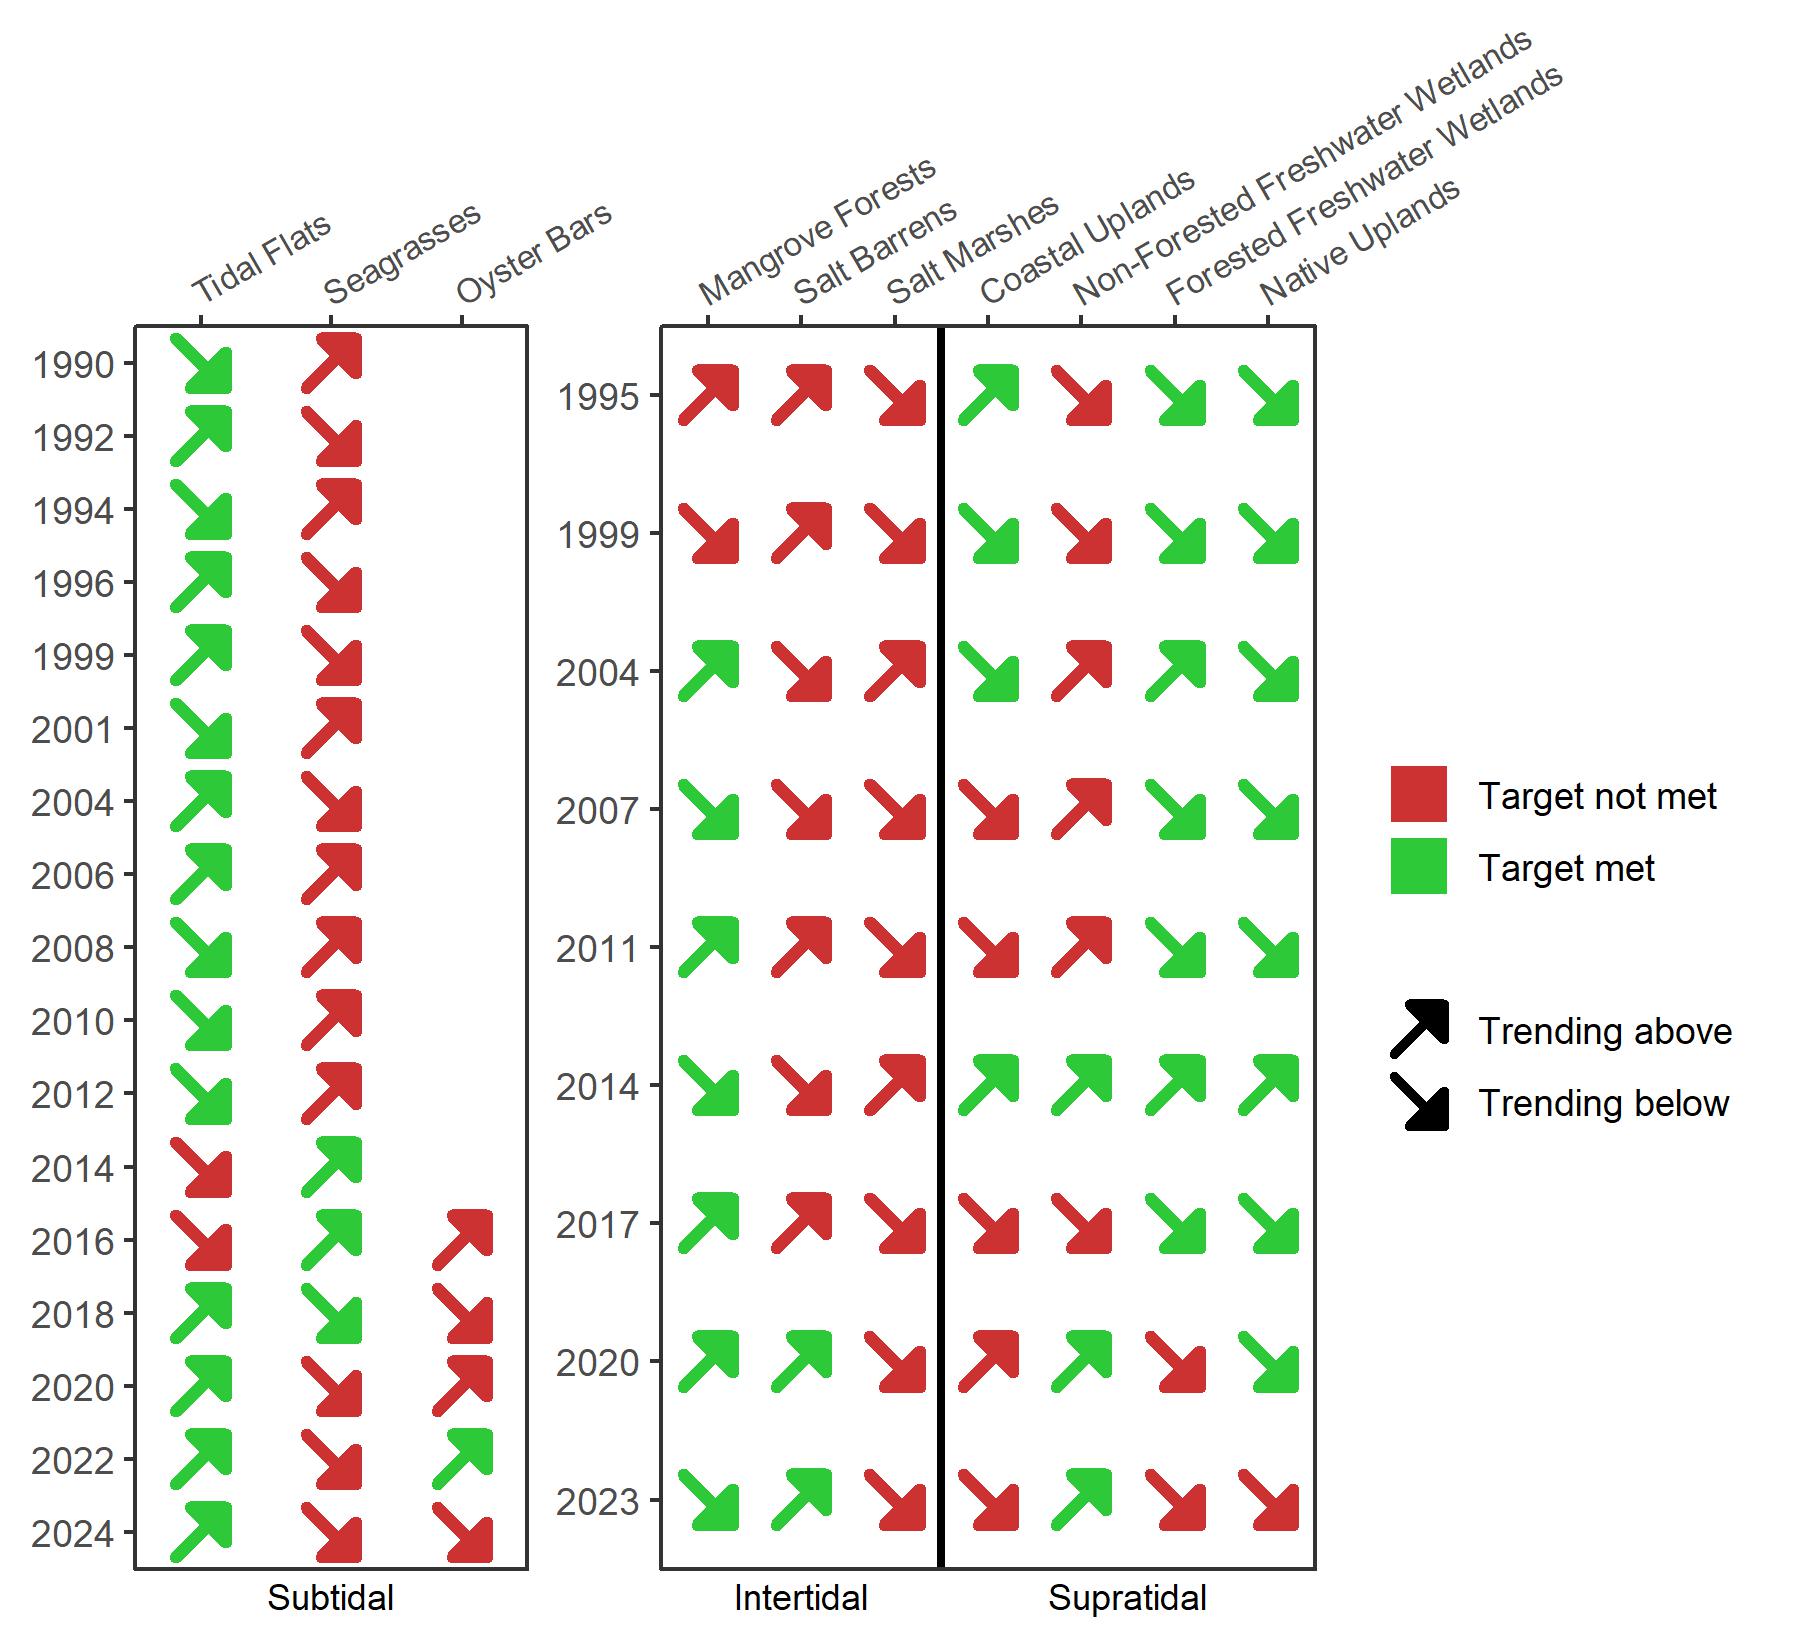 Tidal Flats
Seagrasses
Oyster Bars
Mangrove Forests
Salt Barrens
Salt Marshes
Coastal Uplands
Non-Forested Freshwater Wetlands
Forested Freshwater Wetlands
Native Uplands
1990
1992
1994
1996
1999
2001
2004
2006
2008
2010
2012
2014
2016
2018
2020
2022
2024
Subtidal
1995
1999
2004
2007
2011
2014
2017
2020
2023
Intertidal
Supratidal
Target not met
Target met
Trending above
Trending below